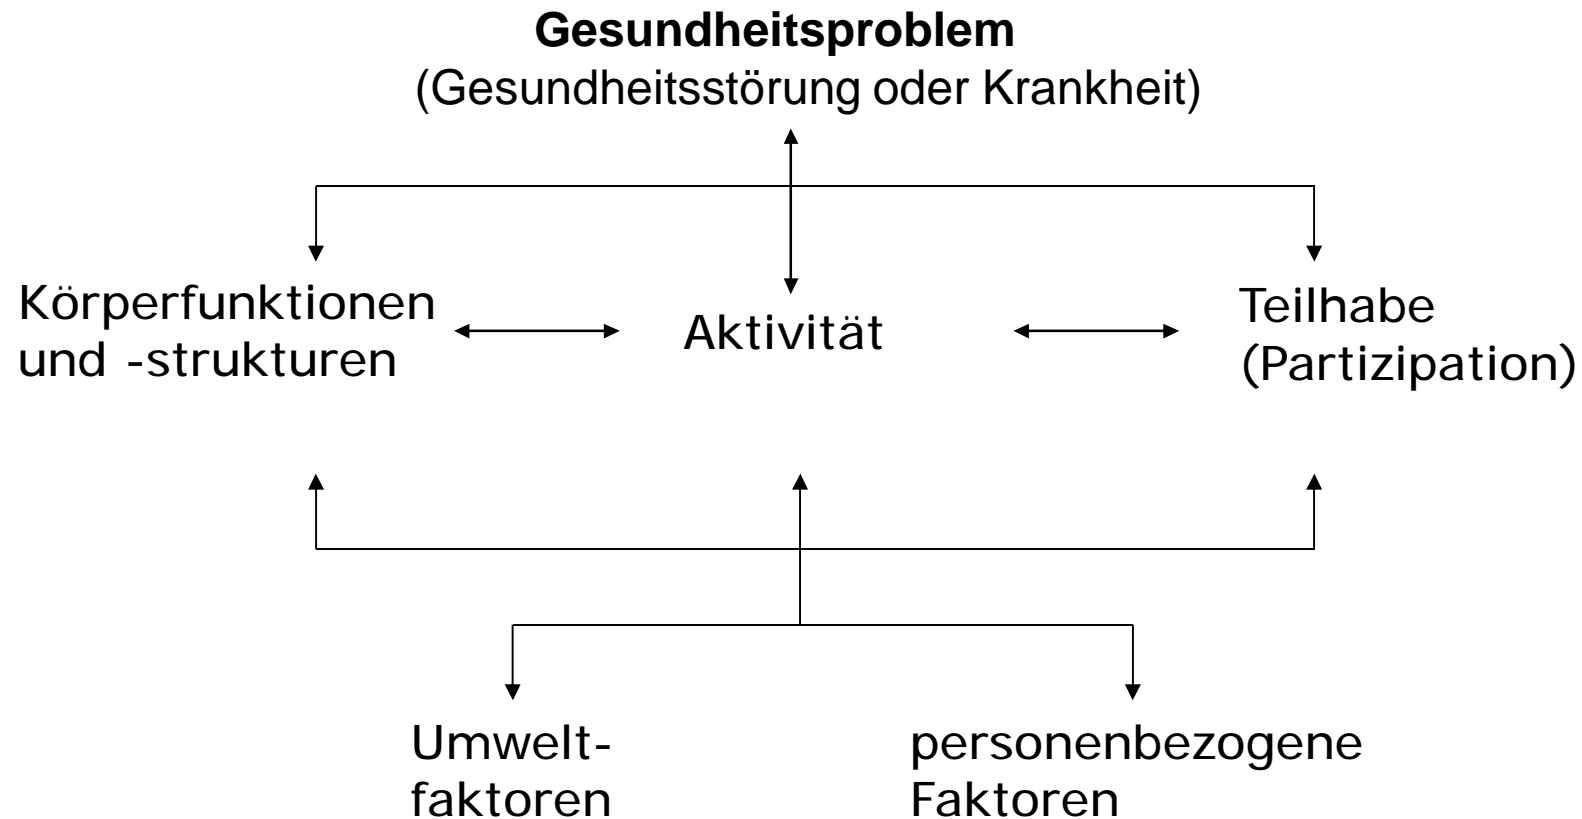 Gesundheitsproblem
(Gesundheitsstörung oder Krankheit)
Körperfunktionen
und -strukturen
Aktivität
Teilhabe
(Partizipation)
Umwelt-
faktoren
personenbezogene
Faktoren